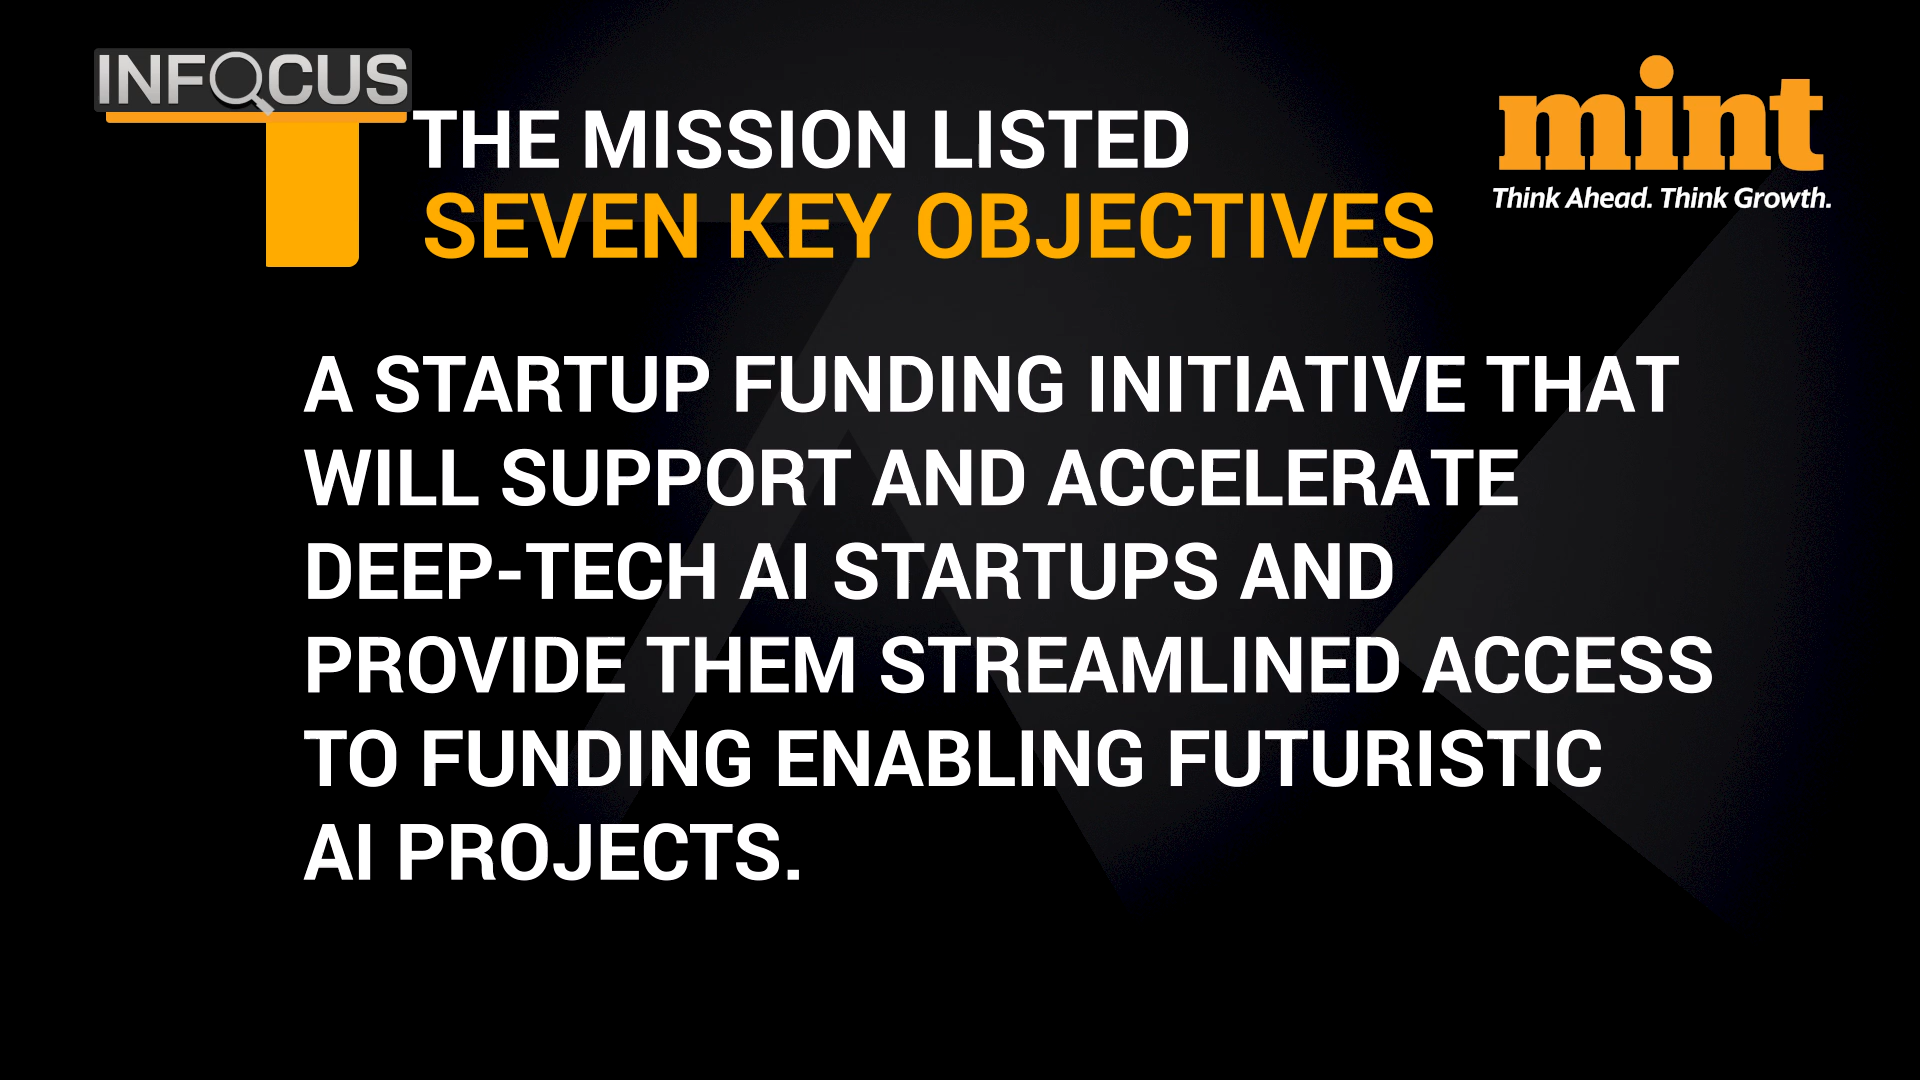 INFOCUS
THE MISSION LISTED
SEVEN KEY OBJECTIVES
mint
Think Ahead. Think Growth.
A STARTUP FUNDING INITIATIVE THAT
WILL SUPPORT AND ACCELERATE
DEEP-TECH AI STARTUPS AND
PROVIDE THEM STREAMLINED ACCESS
TO FUNDING ENABLING FUTURISTIC
AI PROJECTS.